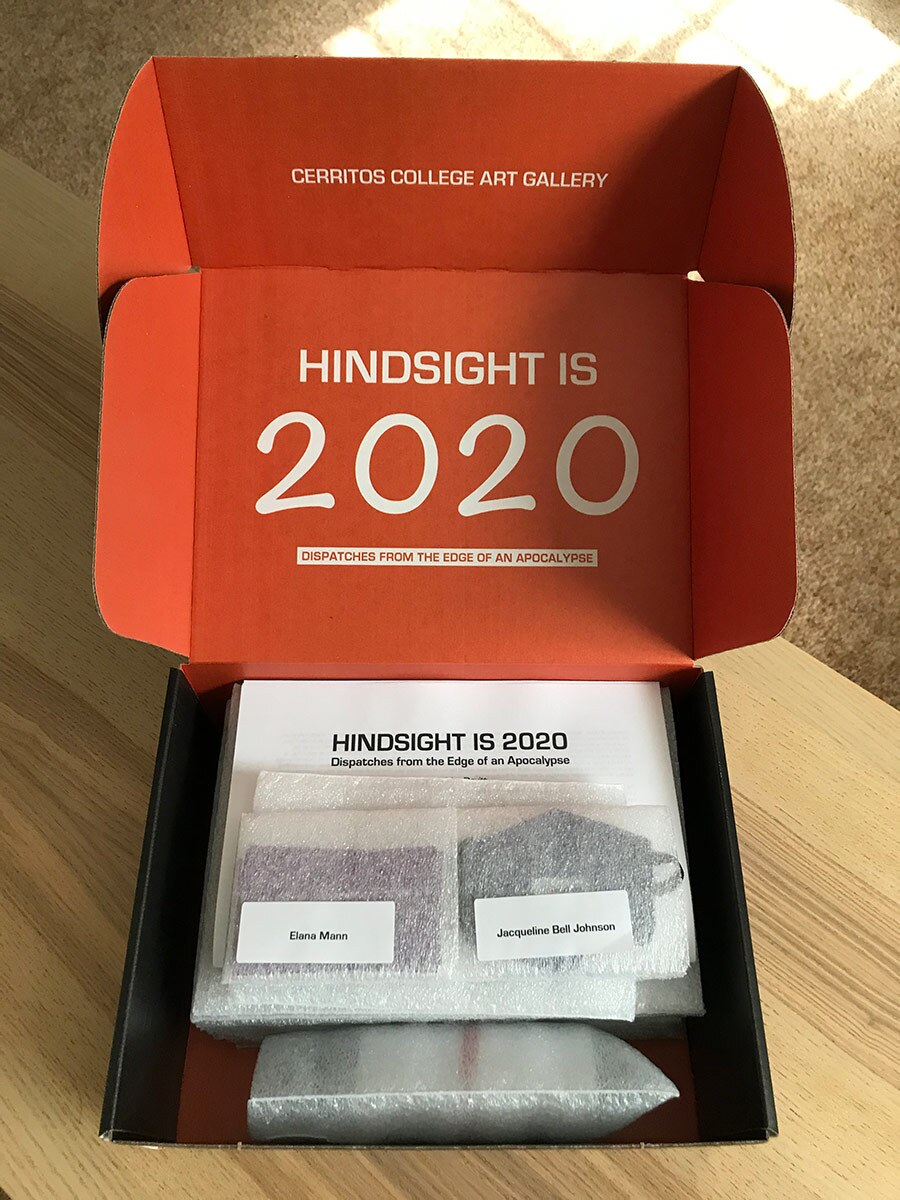 CERRITOS COLLEGE ART GALLERY
HINDSIGHT IS
2020
DISPATCHES FROM THE EDGE OF AN APOCALYPSE
HINDSIGHT IS 2020
Dispatches from the Edge of an Apocalypse
Elana Mann
Jacqueline Bell Johnson